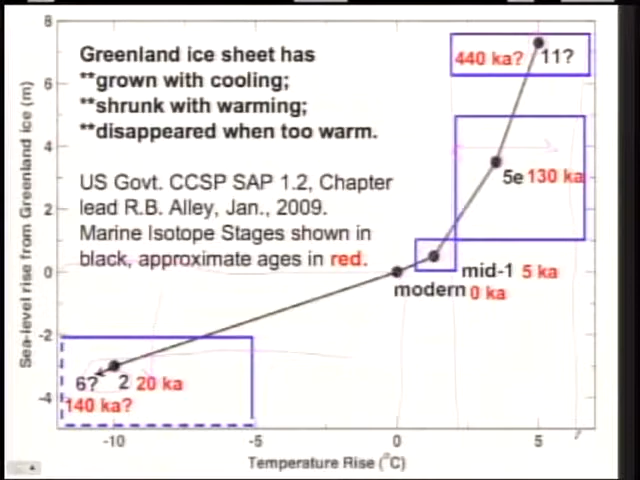 Greenland ice sheet has
**grown with cooling;
**shrunk with warming;
**disappeared when too warm.
US Govt. CCSP SAP 1.2, Chapter
lead R.B. Alley, Jan., 2009.
Marine Isotope Stages shown in
black, approximate ages in red.
440 ka? 11?
5e 130 ka
mid-1 5 ka
modern 0 ka
6? 2 20 ka
140 ka?
Sea-level rise from Greenland ice (m)
8
6
4
2
0
-2
-4
-10 -5 0 5
Temperature Rise (°C)